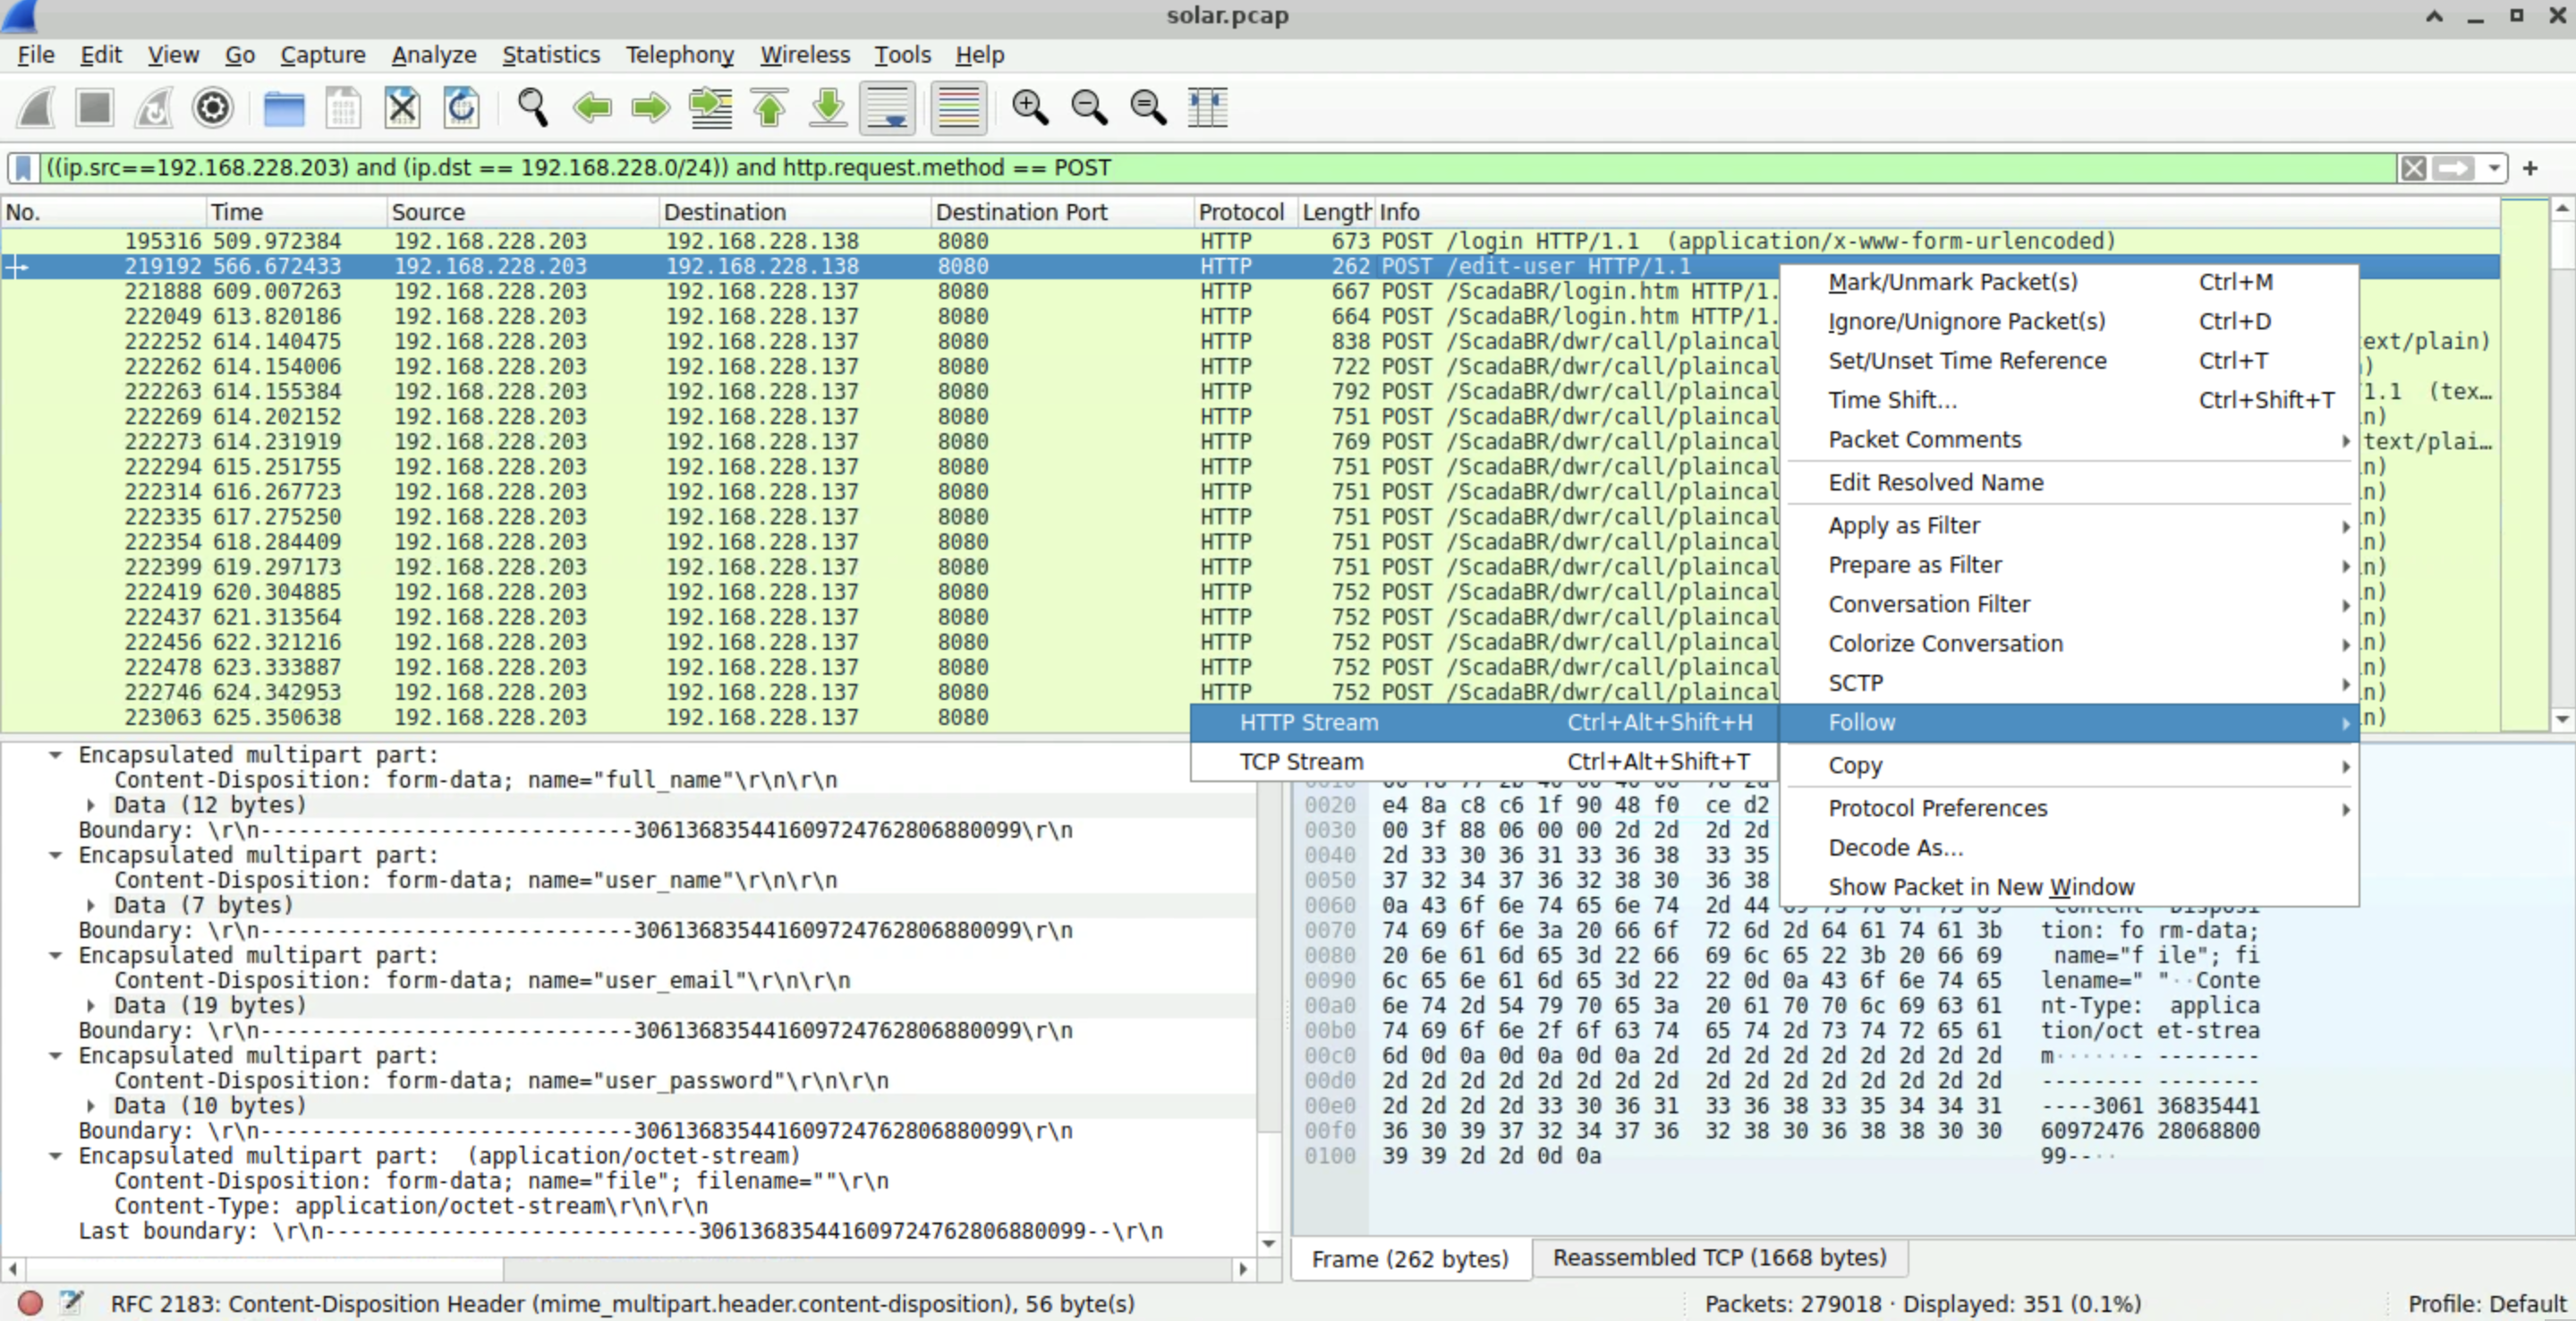 solar.pcap
File Edit View Go Capture Analyze Statistics Telephony Wireless Tools Help
((ip.src==192.168.228.203) and (ip.dst == 192.168.228.0/24)) and http.request.method == POST
No. Time Source Destination Destination Port Protocol Length Info
195316 509.972384 192.168.228.203 192.168.228.138 8080 HTTP 673 POST /login HTTP/1.1 (application/x-www-form-urlencoded)
219192 566.672433 192.168.228.203 192.168.228.138 8080 HTTP 262 POST /edit-user HTTP/1.1
221888 609.007263 192.168.228.203 192.168.228.137 8080 HTTP 667 POST /ScadaBR/login.htm HTTP/1.
222049 613.820186 192.168.228.203 192.168.228.137 8080 HTTP 664 POST /ScadaBR/login.htm HTTP/1.
222252 614.140475 192.168.228.203 192.168.228.137 8080 HTTP 838 POST /ScadaBR/dwr/call/plaincal ext/plain)
222262 614.154006 192.168.228.203 192.168.228.137 8080 HTTP 722 POST /ScadaBR/dwr/call/plaincal )
222263 614.155384 192.168.228.203 192.168.228.137 8080 HTTP 792 POST /ScadaBR/dwr/call/plaincal 1.1 (tex…
222269 614.202152 192.168.228.203 192.168.228.137 8080 HTTP 751 POST /ScadaBR/dwr/call/plaincal n)
222273 614.231919 192.168.228.203 192.168.228.137 8080 HTTP 769 POST /ScadaBR/dwr/call/plaincal text/plai…
222294 615.251755 192.168.228.203 192.168.228.137 8080 HTTP 751 POST /ScadaBR/dwr/call/plaincal n)
222314 616.267723 192.168.228.203 192.168.228.137 8080 HTTP 751 POST /ScadaBR/dwr/call/plaincal n)
222335 617.275250 192.168.228.203 192.168.228.137 8080 HTTP 751 POST /ScadaBR/dwr/call/plaincal n)
222354 618.284409 192.168.228.203 192.168.228.137 8080 HTTP 751 POST /ScadaBR/dwr/call/plaincal n)
222399 619.297173 192.168.228.203 192.168.228.137 8080 HTTP 751 POST /ScadaBR/dwr/call/plaincal n)
222419 620.304885 192.168.228.203 192.168.228.137 8080 HTTP 752 POST /ScadaBR/dwr/call/plaincal n)
222437 621.313564 192.168.228.203 192.168.228.137 8080 HTTP 752 POST /ScadaBR/dwr/call/plaincal n)
222456 622.321216 192.168.228.203 192.168.228.137 8080 HTTP 752 POST /ScadaBR/dwr/call/plaincal n)
222478 623.333887 192.168.228.203 192.168.228.137 8080 HTTP 752 POST /ScadaBR/dwr/call/plaincal n)
222746 624.342953 192.168.228.203 192.168.228.137 8080 HTTP 752 POST /ScadaBR/dwr/call/plaincal n)
223063 625.350638 192.168.228.203 192.168.228.137 8080 n)
Mark/Unmark Packet(s) Ctrl+M
Ignore/Unignore Packet(s) Ctrl+D
Set/Unset Time Reference Ctrl+T
Time Shift... Ctrl+Shift+T
Packet Comments
Edit Resolved Name
Apply as Filter
Prepare as Filter
Conversation Filter
Colorize Conversation
SCTP
Follow
Copy
Protocol Preferences
Decode As...
Show Packet in New Window
HTTP Stream Ctrl+Alt+Shift+H
TCP Stream Ctrl+Alt+Shift+T
Encapsulated multipart part:
Content-Disposition: form-data; name="full_name"\r\n\r\n
Data (12 bytes)
Boundary: \r\n-----------------------------306136835441609724762806880099\r\n
Encapsulated multipart part:
Content-Disposition: form-data; name="user_name"\r\n\r\n
Data (7 bytes)
Boundary: \r\n-----------------------------306136835441609724762806880099\r\n
Encapsulated multipart part:
Content-Disposition: form-data; name="user_email"\r\n\r\n
Data (19 bytes)
Boundary: \r\n-----------------------------306136835441609724762806880099\r\n
Encapsulated multipart part:
Content-Disposition: form-data; name="user_password"\r\n\r\n
Data (10 bytes)
Boundary: \r\n-----------------------------306136835441609724762806880099\r\n
Encapsulated multipart part: (application/octet-stream)
Content-Disposition: form-data; name="file"; filename=""\r\n
Content-Type: application/octet-stream\r\n\r\n
Last boundary: \r\n-----------------------------306136835441609724762806880099--\r\n
0020 e4 8a c8 c6 1f 90 48 f0 ce d2
0030 00 3f 88 06 00 00 2d 2d 2d 2d
0040 2d 33 30 36 31 33 36 38 33 35
0050 37 32 34 37 36 32 38 30 36 38
0060 0a 43 6f 6e 74 65 6e 74 2d 44
0070 74 69 6f 6e 3a 20 66 6f 72 6d 2d 64 61 74 61 3b tion: fo rm-data;
0080 20 6e 61 6d 65 3d 22 66 69 6c 65 22 3b 20 66 69 name="f ile"; fi
0090 6c 65 6e 61 6d 65 3d 22 22 0d 0a 43 6f 6e 74 65 lename=" "··Conte
00a0 6e 74 2d 54 79 70 65 3a 20 61 70 70 6c 69 63 61 nt-Type: applica
00b0 74 69 6f 6e 2f 6f 63 74 65 74 2d 73 74 72 65 61 tion/oct et-strea
00c0 6d 0d 0a 0d 0a 0d 0a 2d 2d 2d 2d 2d 2d 2d 2d 2d m······- --------
00d0 2d 2d 2d 2d 2d 2d 2d 2d 2d 2d 2d 2d 2d 2d 2d 2d -------- --------
00e0 2d 2d 2d 2d 33 30 36 31 33 36 38 33 35 34 34 31 ----3061 36835441
00f0 36 30 39 37 32 34 37 36 32 38 30 36 38 38 30 30 60972476 28068800
0100 39 39 2d 2d 0d 0a 99--··
Frame (262 bytes) Reassembled TCP (1668 bytes)
RFC 2183: Content-Disposition Header (mime_multipart.header.content-disposition), 56 byte(s) Packets: 279018 · Displayed: 351 (0.1%) Profile: Default